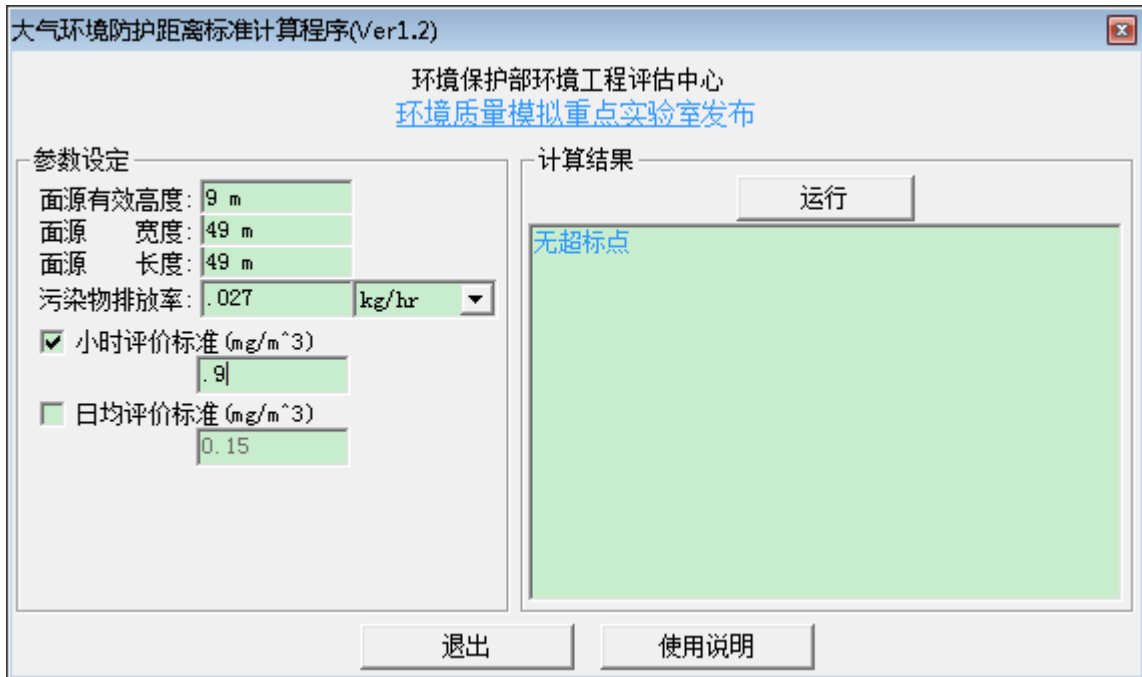 大气环境防护距离标准计算程序(Ver1.2)
环境保护部环境工程评估中心
环境质量模拟重点实验室发布
参数设定
面源有效高度: 9 m
面源 宽度: 49 m
面源 长度: 49 m
污染物排放率: .027 kg/hr
小时评价标准(mg/m^3)
.9
日均评价标准(mg/m^3)
0.15
计算结果
运行
无超标点
退出 使用说明